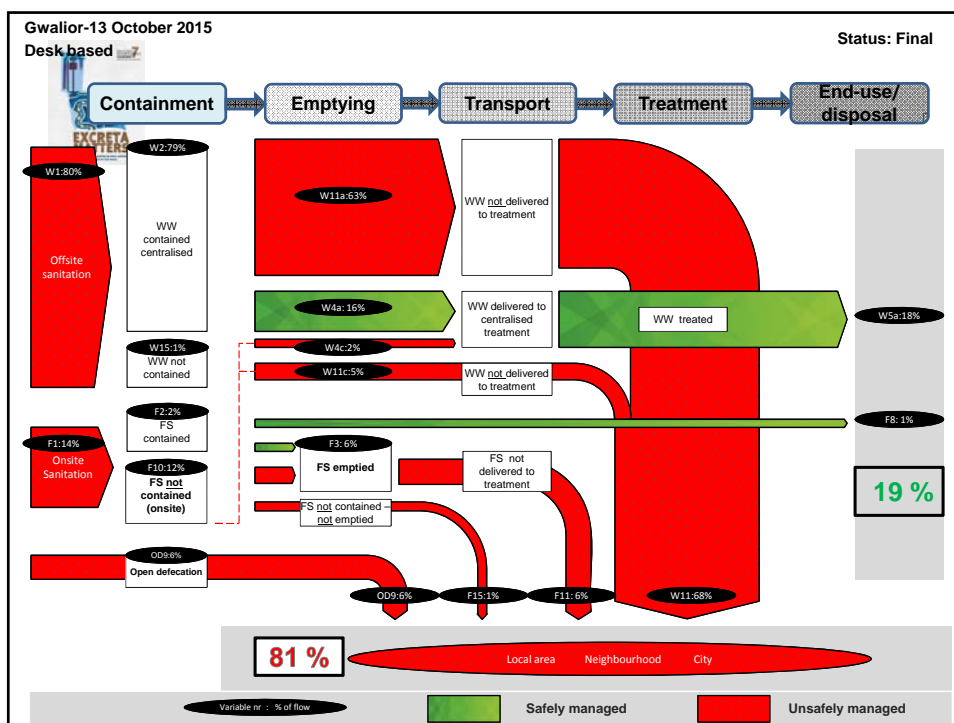 Gwalior-13 October 2015
Desk based
Status: Final
Containment
Emptying
Transport
Treatment
End-use/
disposal
EXCRETA
MATTERS
W1:80%
Offsite
sanitation
W2:79%
WW
contained
centralised
W15:1%
WW not
contained
F1:14%
Onsite
Sanitation
F2:2%
FS
contained
F10:12%
FS not
contained
(onsite)
OD9:6%
Open defecation
W11a:63%
WW not delivered
to treatment
W4a: 16%
WW delivered to
centralised
treatment
WW treated
W5a:18%
W4c:2%
W11c:5%
WW not delivered
to treatment
F8: 1%
F3: 6%
FS emptied
FS not
delivered to
treatment
FS not contained –
not emptied
19 %
OD9:6%
F15:1%
F11: 6%
W11:68%
81 %
Local area Neighbourhood City
Variable nr : % of flow
Safely managed
Unsafely managed